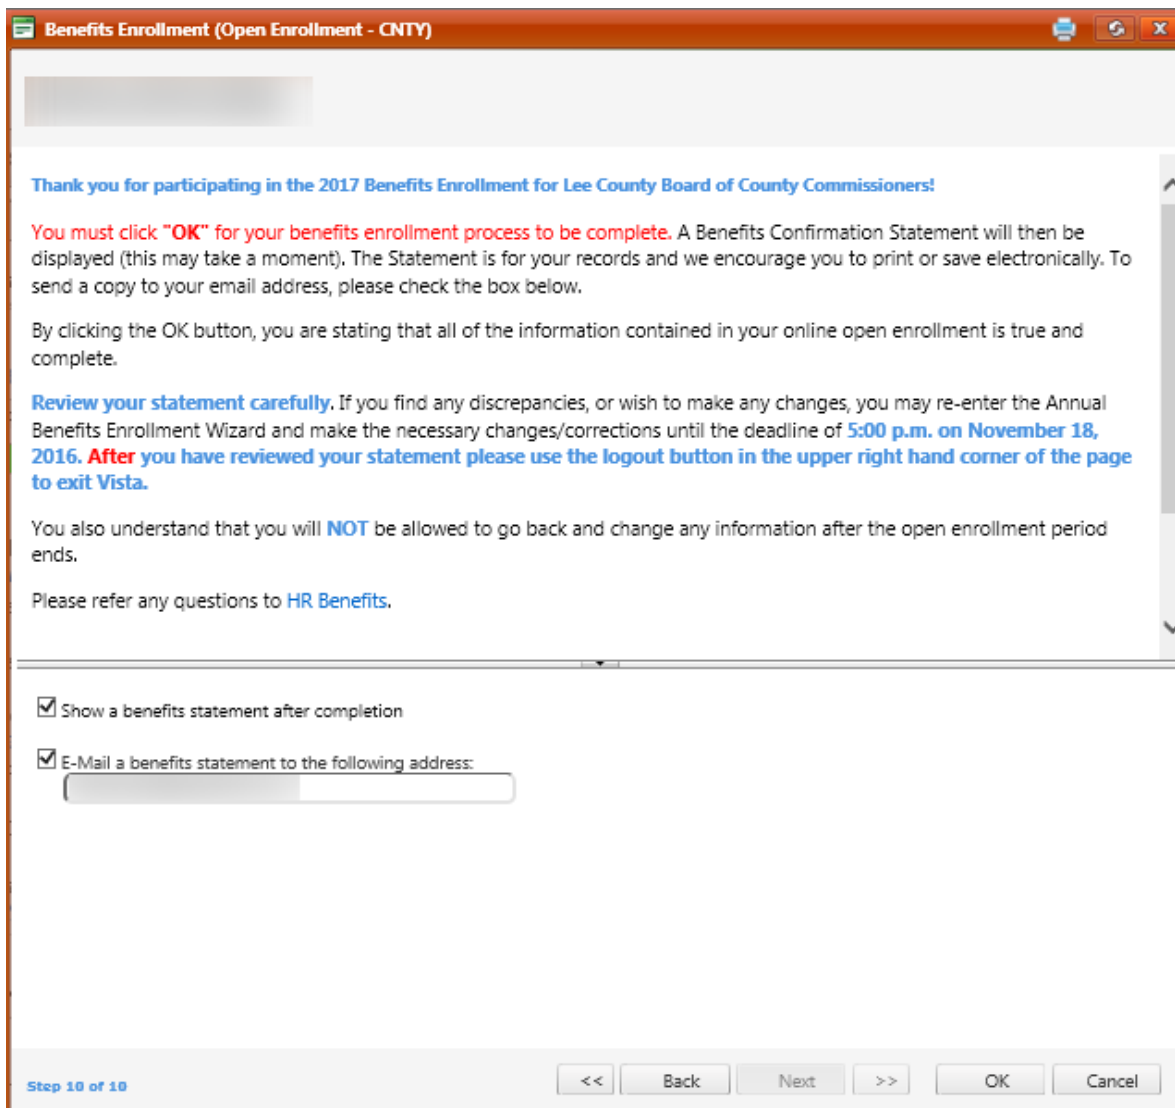 Benefits Enrollment (Open Enrollment - CNTY)
Thank you for participating in the 2017 Benefits Enrollment for Lee County Board of County Commissioners!
You must click "OK" for your benefits enrollment process to be complete. A Benefits Confirmation Statement will then be
displayed (this may take a moment). The Statement is for your records and we encourage you to print or save electronically. To
send a copy to your email address, please check the box below.
By clicking the OK button, you are stating that all of the information contained in your online open enrollment is true and
complete.
Review your statement carefully. If you find any discrepancies, or wish to make any changes, you may re-enter the Annual
Benefits Enrollment Wizard and make the necessary changes/corrections until the deadline of 5:00 p.m. on November 18,
2016. After you have reviewed your statement please use the logout button in the upper right hand corner of the page
to exit Vista.
You also understand that you will NOT be allowed to go back and change any information after the open enrollment period
ends.
Please refer any questions to HR Benefits.
Show a benefits statement after completion
E-Mail a benefits statement to the following address:
Step 10 of 10 << Back Next >> OK Cancel